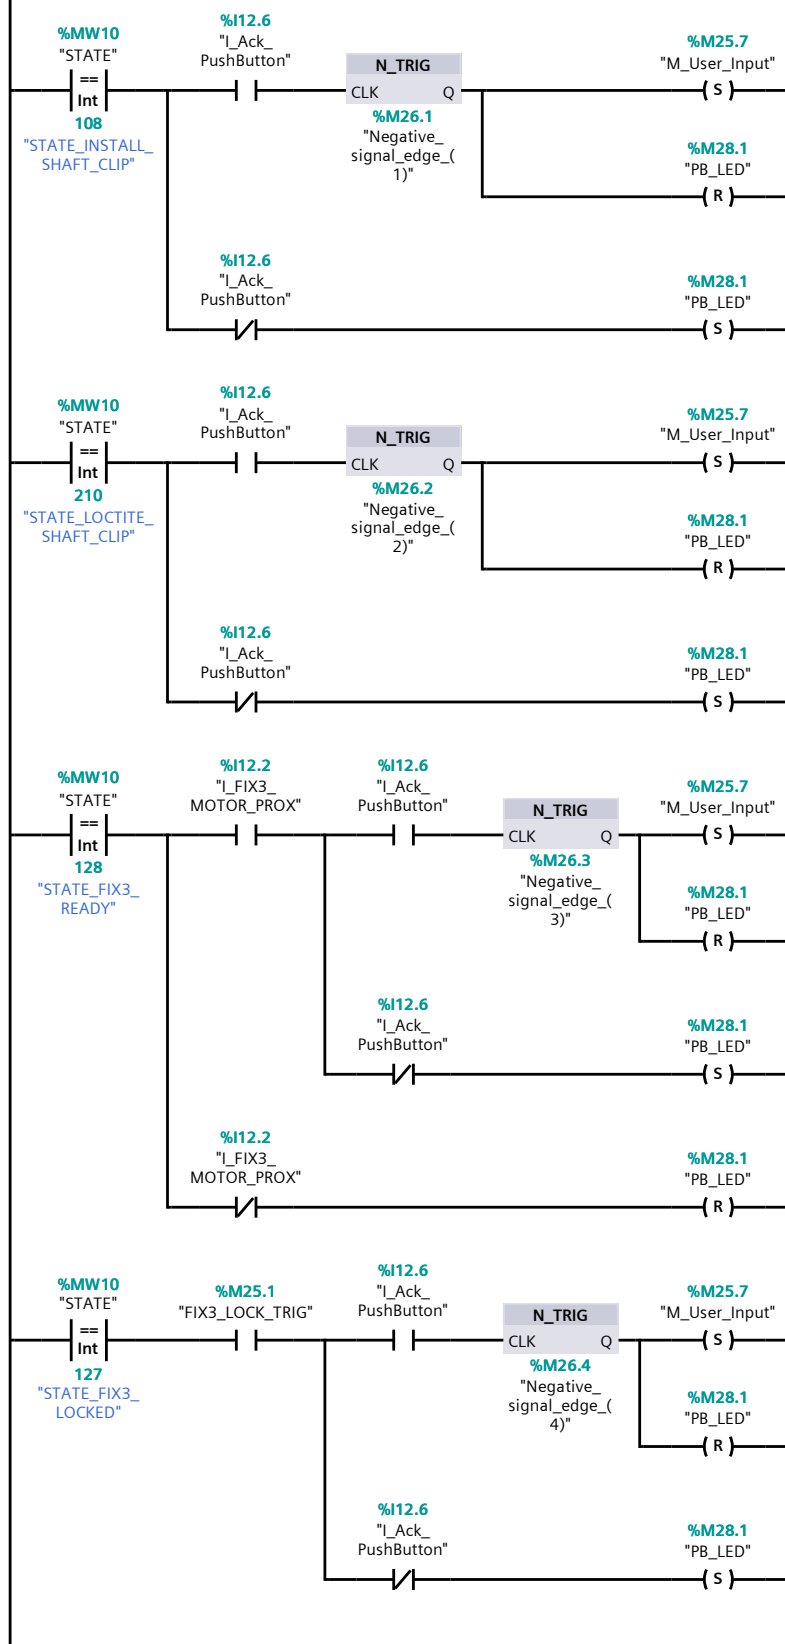 %MW10
"STATE"
==
Int
108
"STATE_INSTALL_
SHAFT_CLIP"
%I12.6
"I_Ack_
PushButton"
N_TRIG
CLK Q
%M26.1
"Negative_
signal_edge_(
1)"
%M25.7
"M_User_Input"
S
%M28.1
"PB_LED"
R
%I12.6
"I_Ack_
PushButton"
%M28.1
"PB_LED"
S
%MW10
"STATE"
==
Int
210
"STATE_LOCTITE_
SHAFT_CLIP"
%I12.6
"I_Ack_
PushButton"
N_TRIG
CLK Q
%M26.2
"Negative_
signal_edge_(
2)"
%M25.7
"M_User_Input"
S
%M28.1
"PB_LED"
R
%I12.6
"I_Ack_
PushButton"
%M28.1
"PB_LED"
S
%MW10
"STATE"
==
Int
128
"STATE_FIX3_
READY"
%I12.2
"I_FIX3_
MOTOR_PROX"
%I12.6
"I_Ack_
PushButton"
N_TRIG
CLK Q
%M26.3
"Negative_
signal_edge_(
3)"
%M25.7
"M_User_Input"
S
%M28.1
"PB_LED"
R
%I12.6
"I_Ack_
PushButton"
%M28.1
"PB_LED"
S
%I12.2
"I_FIX3_
MOTOR_PROX"
%M28.1
"PB_LED"
R
%MW10
"STATE"
==
Int
127
"STATE_FIX3_
LOCKED"
%M25.1
"FIX3_LOCK_TRIG"
%I12.6
"I_Ack_
PushButton"
N_TRIG
CLK Q
%M26.4
"Negative_
signal_edge_(
4)"
%M25.7
"M_User_Input"
S
%M28.1
"PB_LED"
R
%I12.6
"I_Ack_
PushButton"
%M28.1
"PB_LED"
S